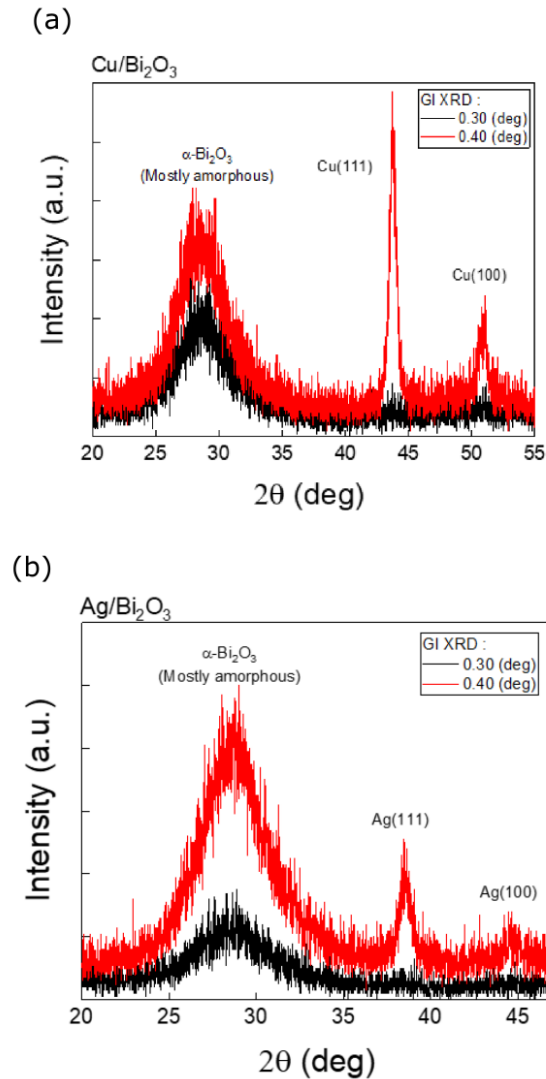 (a)
Cu/Bi₂O₃
GI XRD :
0.30 (deg)
0.40 (deg)
α-Bi₂O₃
(Mostly amorphous)
Cu(111)
Cu(100)
Intensity (a.u.)
20 25 30 35 40 45 50 55
2θ (deg)
(b)
Ag/Bi₂O₃
GI XRD :
0.30 (deg)
0.40 (deg)
α-Bi₂O₃
(Mostly amorphous)
Ag(111)
Ag(100)
Intensity (a.u.)
20 25 30 35 40 45
2θ (deg)